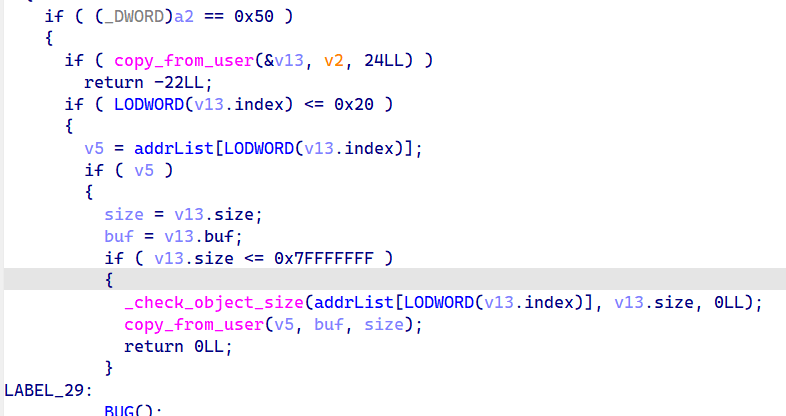 if ( (_DWORD)a2 == 0x50 )
{
if ( copy_from_user(&v13, v2, 24LL) )
return -22LL;
if ( LODWORD(v13.index) <= 0x20 )
{
v5 = addrList[LODWORD(v13.index)];
if ( v5 )
{
size = v13.size;
buf = v13.buf;
if ( v13.size <= 0x7FFFFFFF )
{
_check_object_size(addrList[LODWORD(v13.index)], v13.size, 0LL);
copy_from_user(v5, buf, size);
return 0LL;
}
LABEL_29:
BUG();